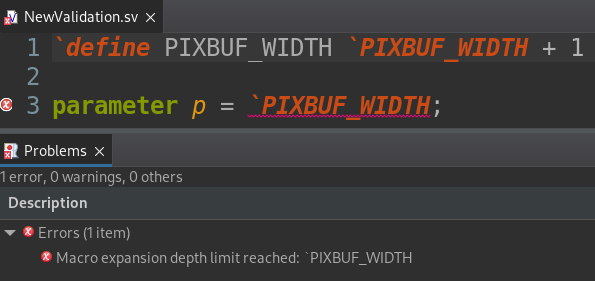 NewValidation.sv
1 `define PIXBUF_WIDTH `PIXBUF_WIDTH + 1
2
3 parameter p = `PIXBUF_WIDTH;
Problems
1 error, 0 warnings, 0 others
Description
Errors (1 item)
Macro expansion depth limit reached: `PIXBUF_WIDTH